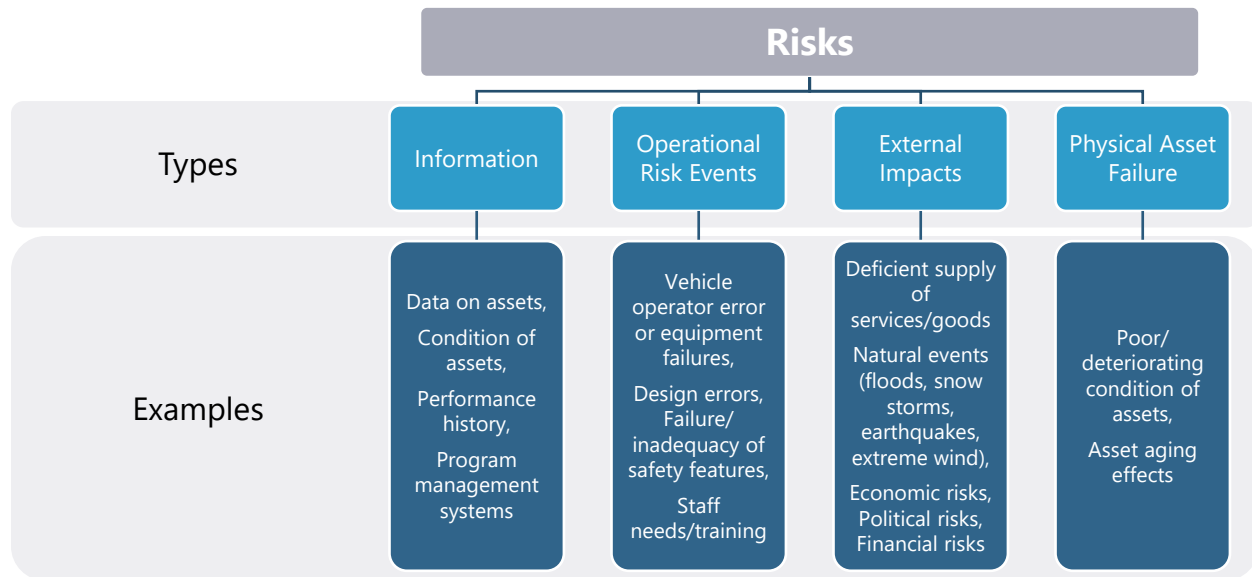 Risks
Types
Information
Operational
Risk Events
External
Impacts
Physical Asset
Failure
Examples
Data on assets,
Condition of
assets,
Performance
history,
Program
management
systems
Vehicle
operator error
or equipment
failures,
Design errors,
Failure/
inadequacy of
safety features,
Staff
needs/training
Deficient supply
of
services/goods
Natural events
(floods, snow
storms,
earthquakes,
extreme wind),
Economic risks,
Political risks,
Financial risks
Poor/
deteriorating
condition of
assets,
Asset aging
effects